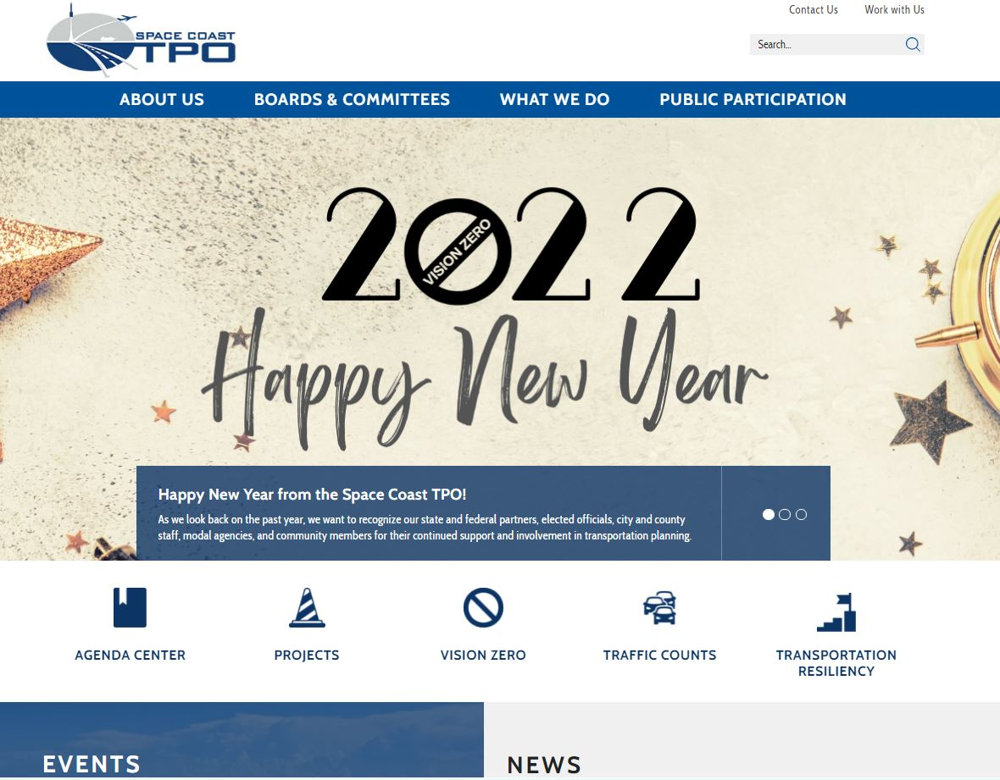 Contact Us
Work with Us
SPACE COAST
TPO
Search...
ABOUT US
BOARDS & COMMITTEES
WHAT WE DO
PUBLIC PARTICIPATION
2022
VISION ZERO
Happy New Year
Happy New Year from the Space Coast TPO!
As we look back on the past year, we want to recognize our state and federal partners, elected officials, city and county
staff, modal agencies, and community members for their continued support and involvement in transportation planning.
AGENDA CENTER
PROJECTS
VISION ZERO
TRAFFIC COUNTS
TRANSPORTATION
RESILIENCY
EVENTS
NEWS